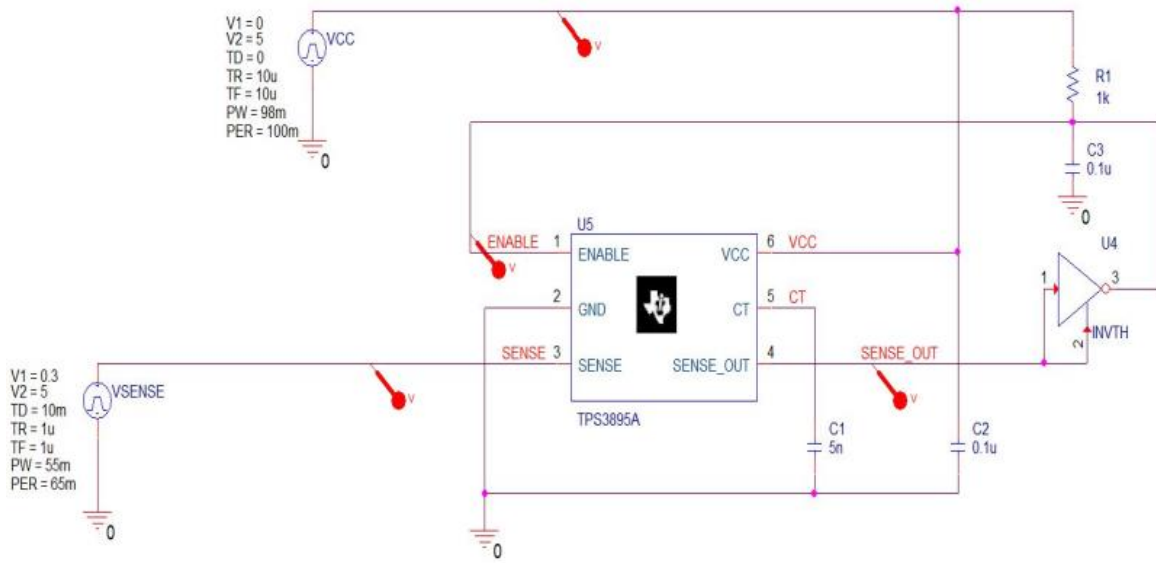 V1 = 0
V2 = 5
TD = 0
TR = 10u
TF = 10u
PW = 98m
PER = 100m
VCC
0
V
R1
1k
C3
0.1u
0
U5
ENABLE 1
V
ENABLE
VCC
6 VCC
2
GND
CT
5 CT
SENSE 3
SENSE
SENSE_OUT
4
SENSE_OUT
TPS3895A
V
V
U4
1
3
INVTH
2
V1 = 0.3
V2 = 5
TD = 10m
TR = 1u
TF = 1u
PW = 55m
PER = 65m
VSENSE
0
C1
5n
C2
0.1u
0